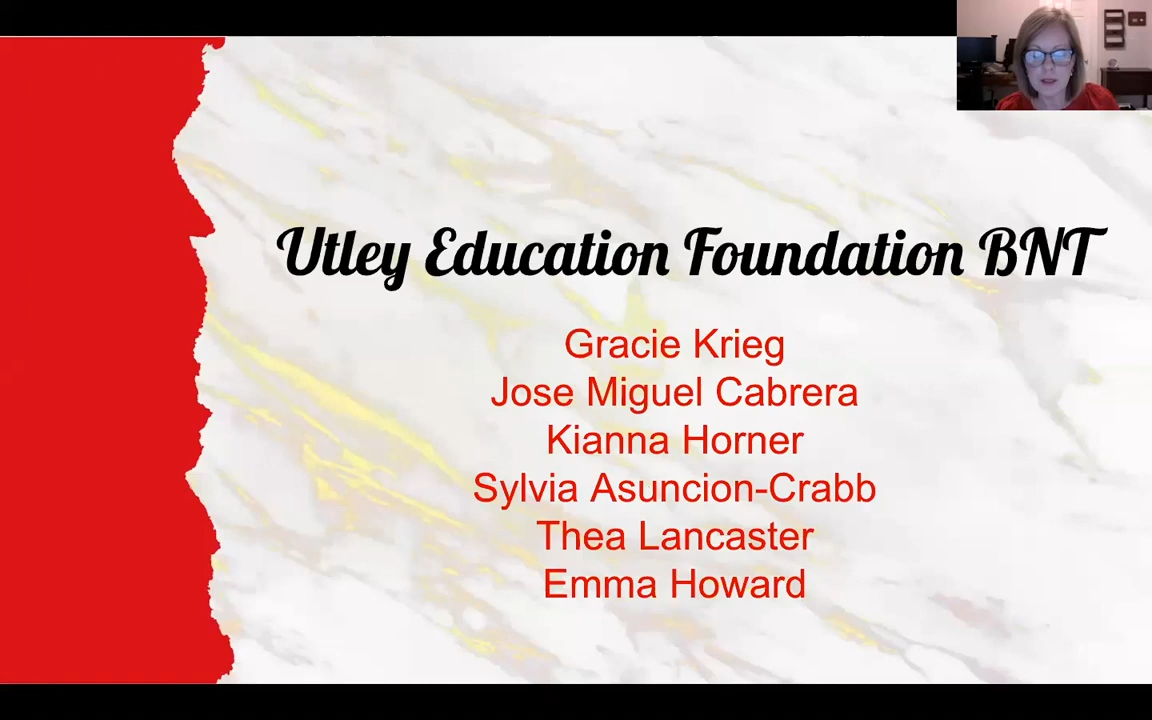 Utley Education Foundation BNT
Gracie Krieg
Jose Miguel Cabrera
Kianna Horner
Sylvia Asuncion-Crabb
Thea Lancaster
Emma Howard